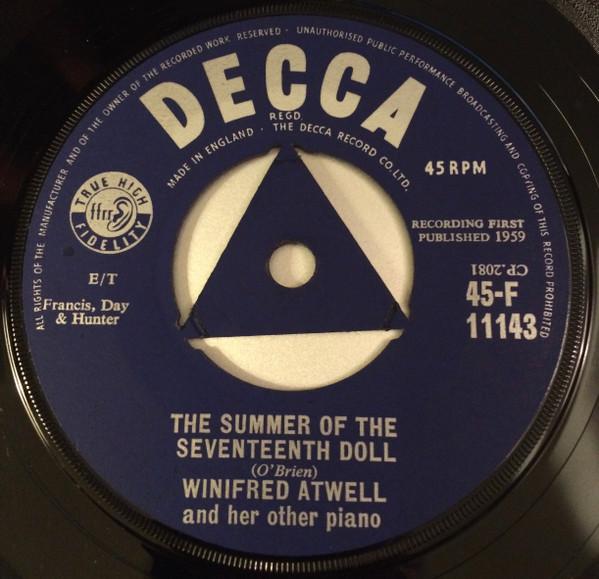 ALL RIGHTS OF THE MANUFACTURER AND OF THE OWNER OF THE RECORDED WORK RESERVED · UNAUTHORISED PUBLIC PERFORMANCE BROADCASTING AND COPYING OF THIS RECORD PROHIBITED
DECCA
REGD.
MADE IN ENGLAND · THE DECCA RECORD CO. LTD.
45 RPM
TRUE HIGH
ffrr
FIDELITY
RECORDING FIRST
PUBLISHED 1959
E/T
CP.2081
Francis, Day
& Hunter
45-F
11143
THE SUMMER OF THE
SEVENTEENTH DOLL
(O'Brien)
WINIFRED ATWELL
and her other piano